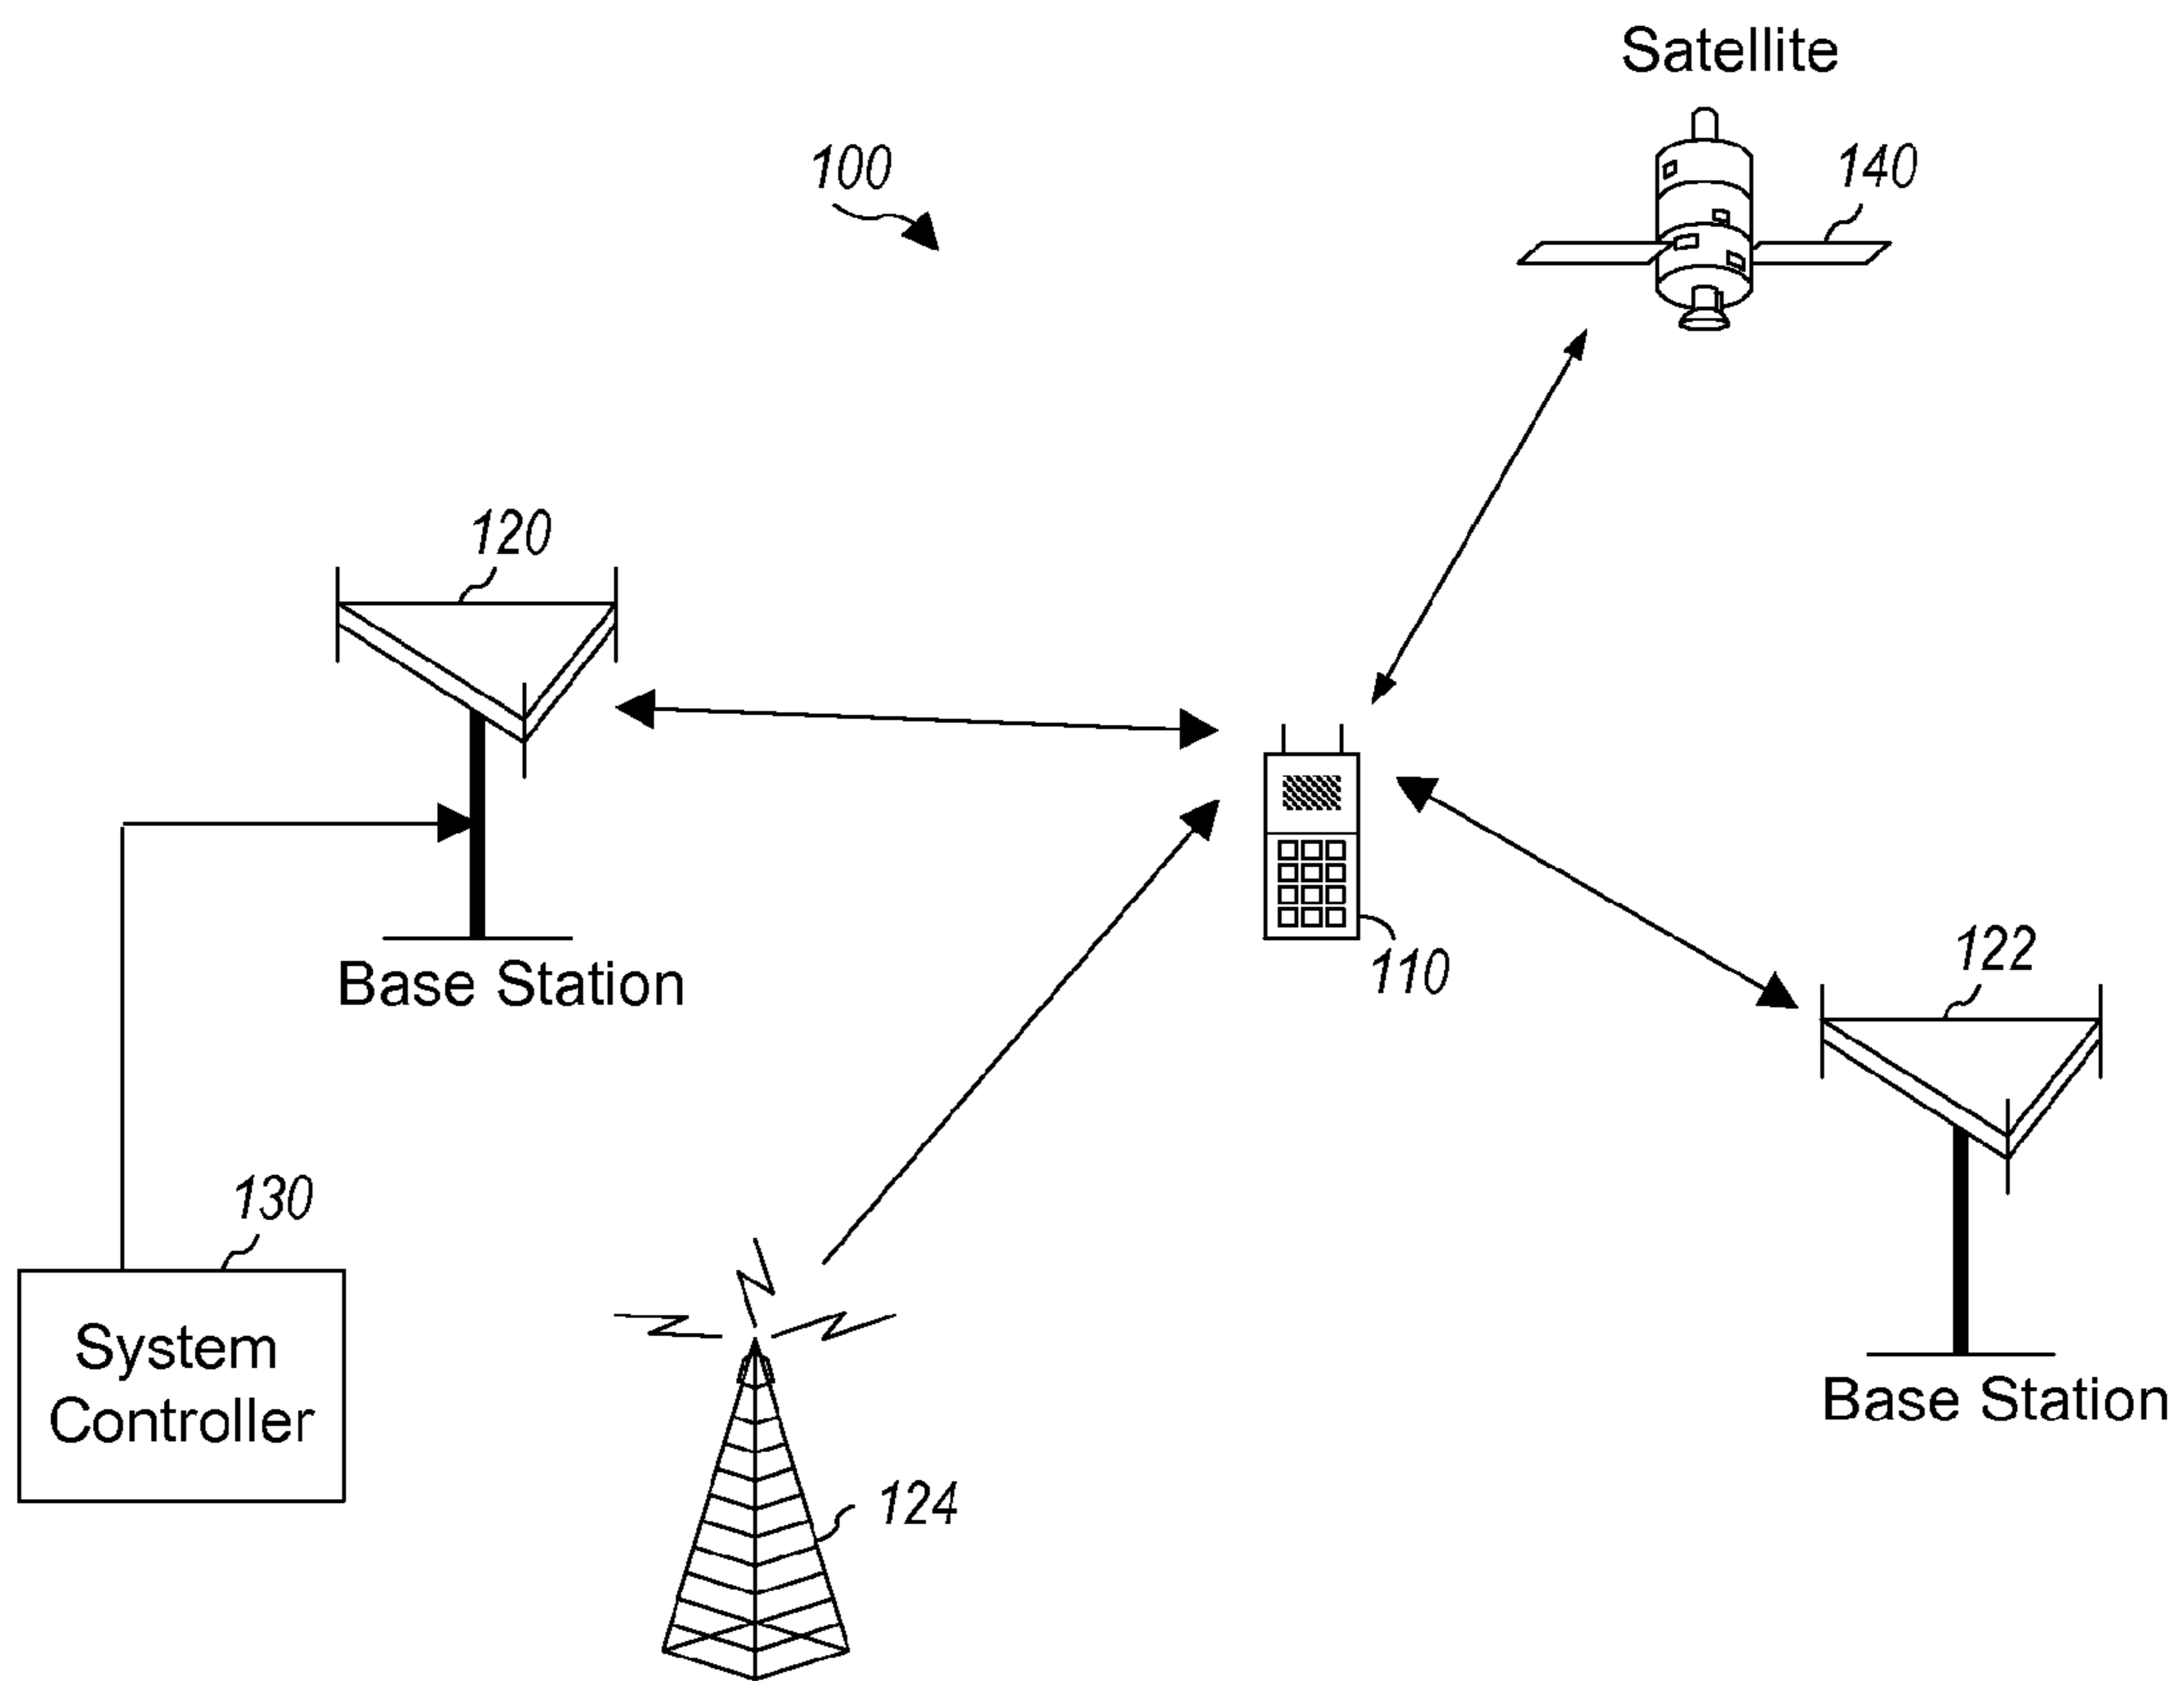 Satellite
100
140
120
110
122
Base Station
130
System
Controller
124
Base Station